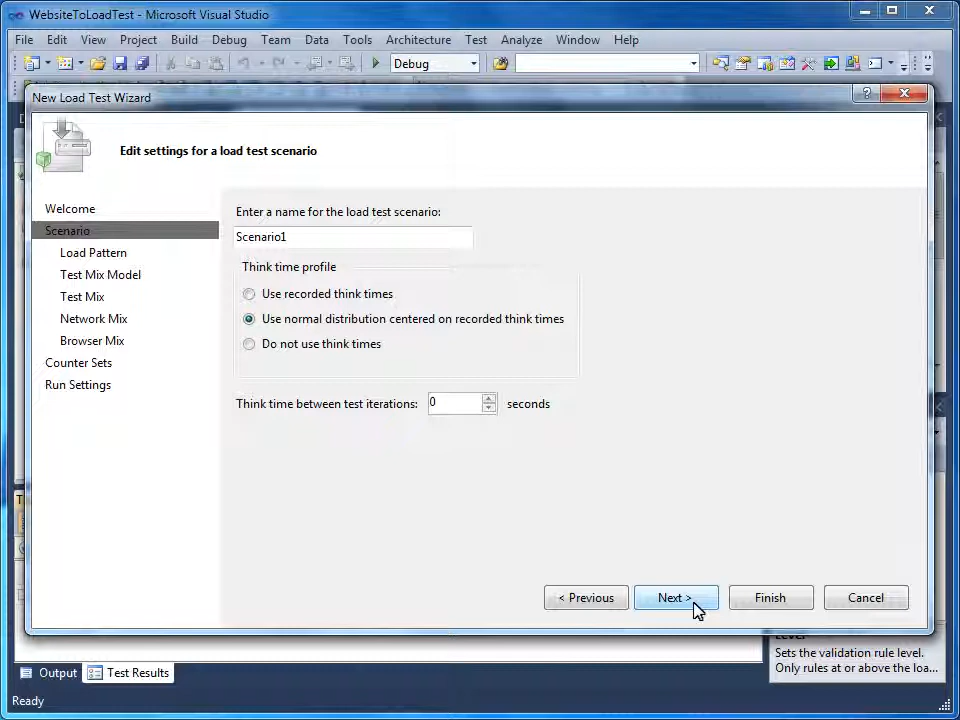 WebsiteToLoadTest - Microsoft Visual Studio
File Edit View Project Build Debug Team Data Tools Architecture Test Analyze Window Help
Debug
New Load Test Wizard
Edit settings for a load test scenario
Welcome
Scenario
Load Pattern
Test Mix Model
Test Mix
Network Mix
Browser Mix
Counter Sets
Run Settings
Enter a name for the load test scenario:
Scenario1
Think time profile
Use recorded think times
Use normal distribution centered on recorded think times
Do not use think times
Think time between test iterations: 0 seconds
< Previous Next > Finish Cancel
Level
Sets the validation rule level.
Only rules at or above the loa...
Output Test Results
Ready